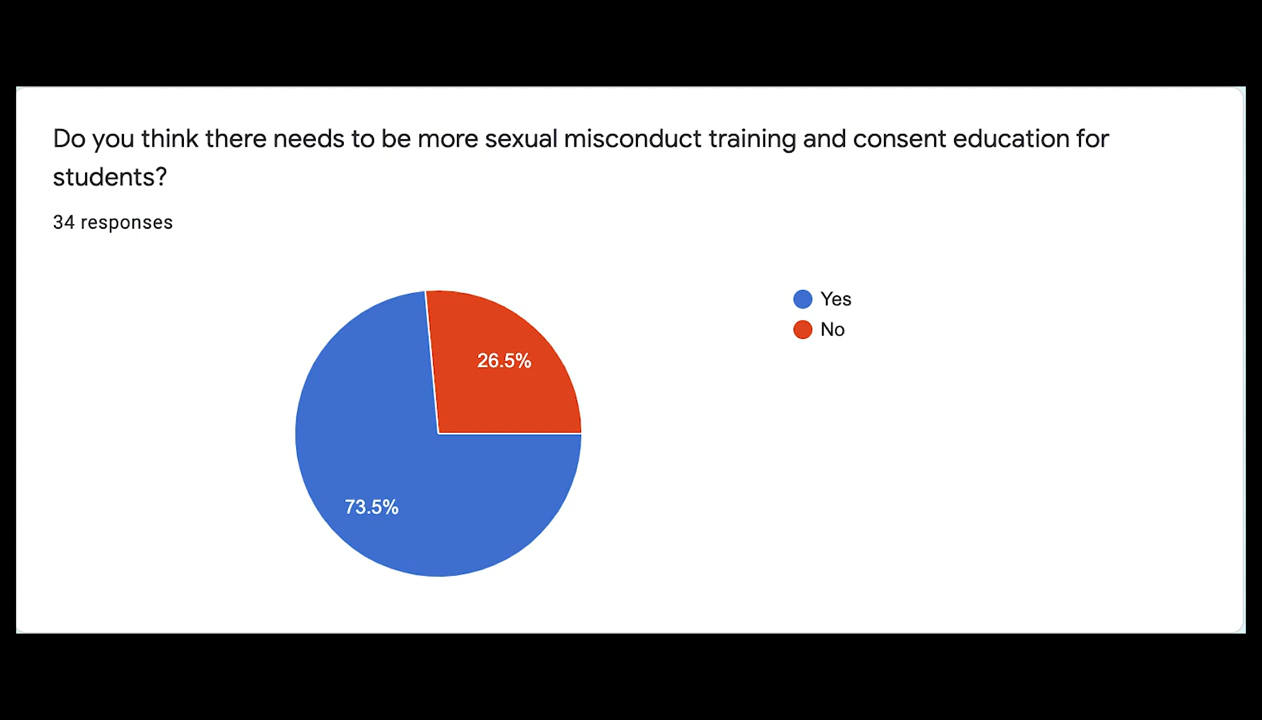 Do you think there needs to be more sexual misconduct training and consent education for
students?
34 responses
Yes
No
26.5%
73.5%